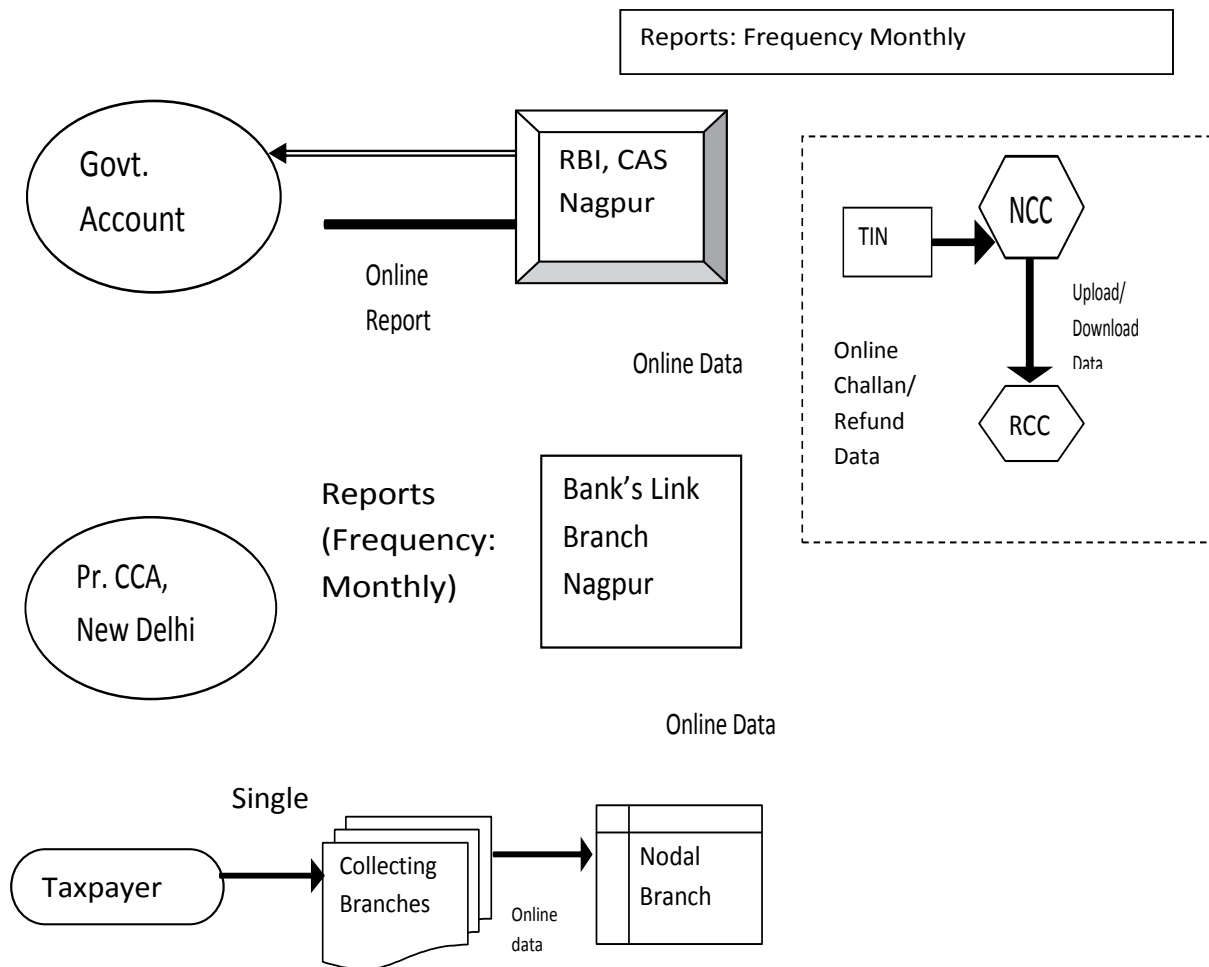 Reports: Frequency Monthly
Govt.
Account
RBI, CAS
Nagpur
Online
Report
Online Data
TIN
NCC
Upload/
Download
Data
Online
Challan/
Refund
Data
RCC
Pr. CCA,
New Delhi
Reports
(Frequency:
Monthly)
Bank’s Link
Branch
Nagpur
Online Data
Single
Taxpayer
Collecting
Branches
Online
data
Nodal
Branch